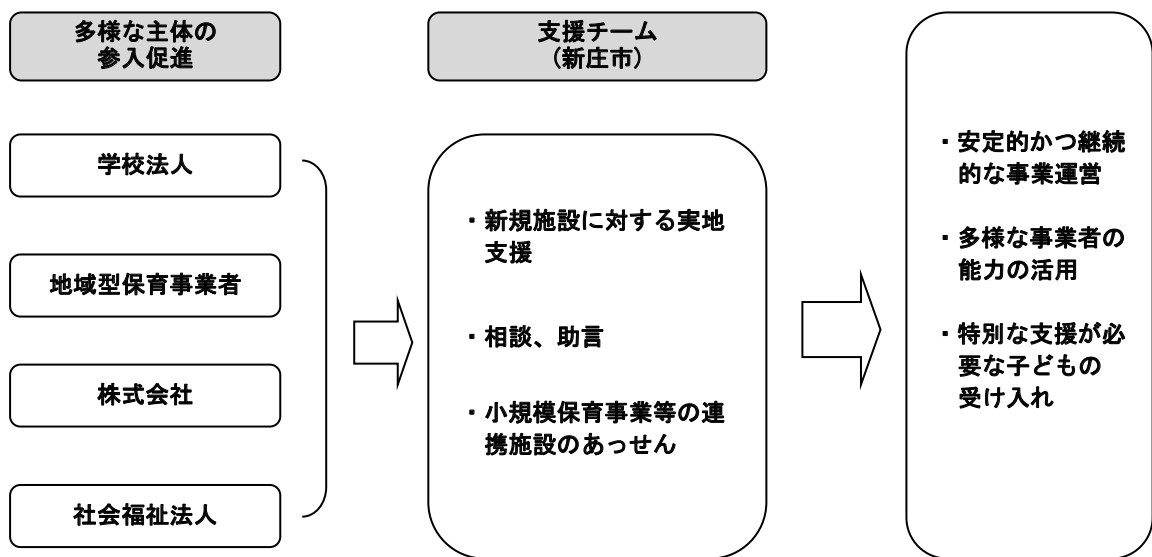 多様な主体の
参入促進
学校法人
地域型保育事業者
株式会社
社会福祉法人
支援チーム
(新庄市)
・新規施設に対する実地
支援
・相談、助言
・小規模保育事業等の連
携施設のあっせん
・安定的かつ継続
的な事業運営
・多様な事業者の
能力の活用
・特別な支援が必
要な子どもの
受け入れ